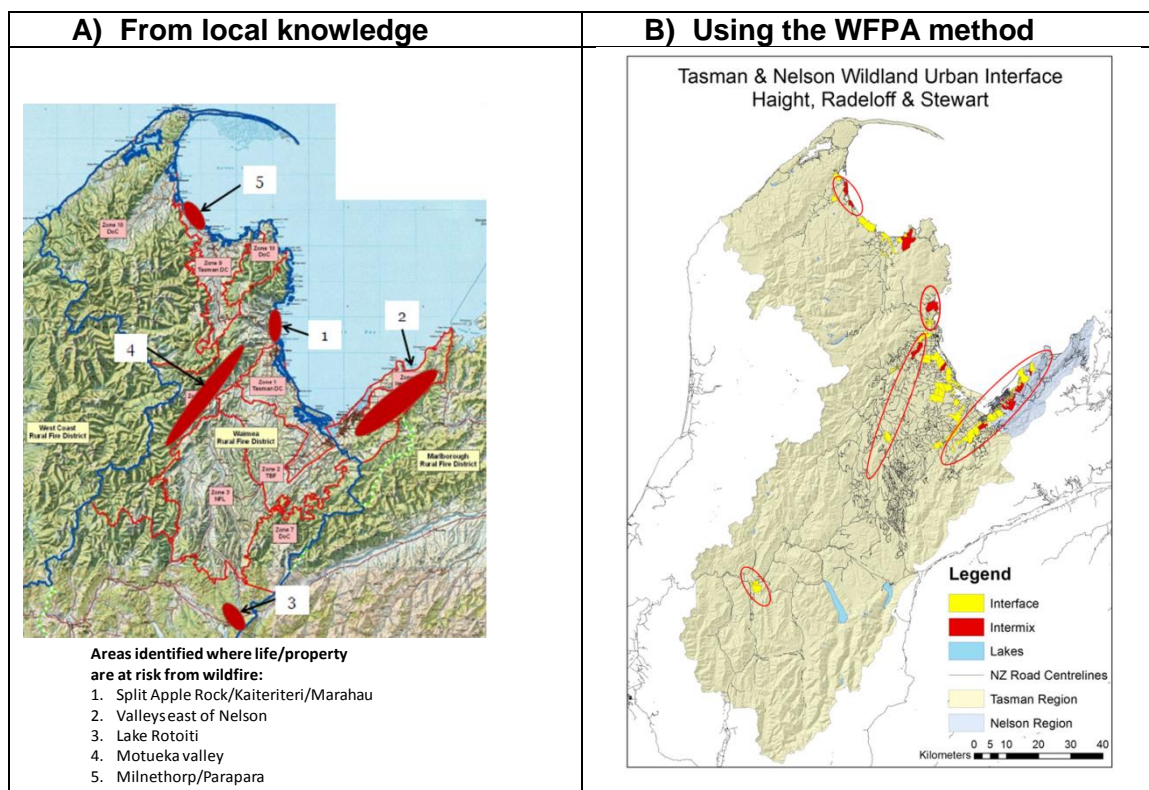 A) From local knowledge
B) Using the WFPA method
5
Zone 10
DoC
Zone 10
DoC
Zone 9
Tasman DC
2
1
4
Zone 1
Tasman DC
West Coast
Rural Fire District
Waimea
Rural Fire District
Marlborough
Rural Fire District
Zone 2
TBF
Zone 3
NFL
Zone 7
DoC
3
Areas identified where life/property
are at risk from wildfire:
1. Split Apple Rock/Kaiteriteri/Marahau
2. Valleys east of Nelson
3. Lake Rotoiti
4. Motueka valley
5. Milnethorp/Parapara
Tasman & Nelson Wildland Urban Interface
Haight, Radeloff & Stewart
Legend
Interface
Intermix
Lakes
NZ Road Centrelines
Tasman Region
Nelson Region
Kilometers 0 5 10 20 30 40